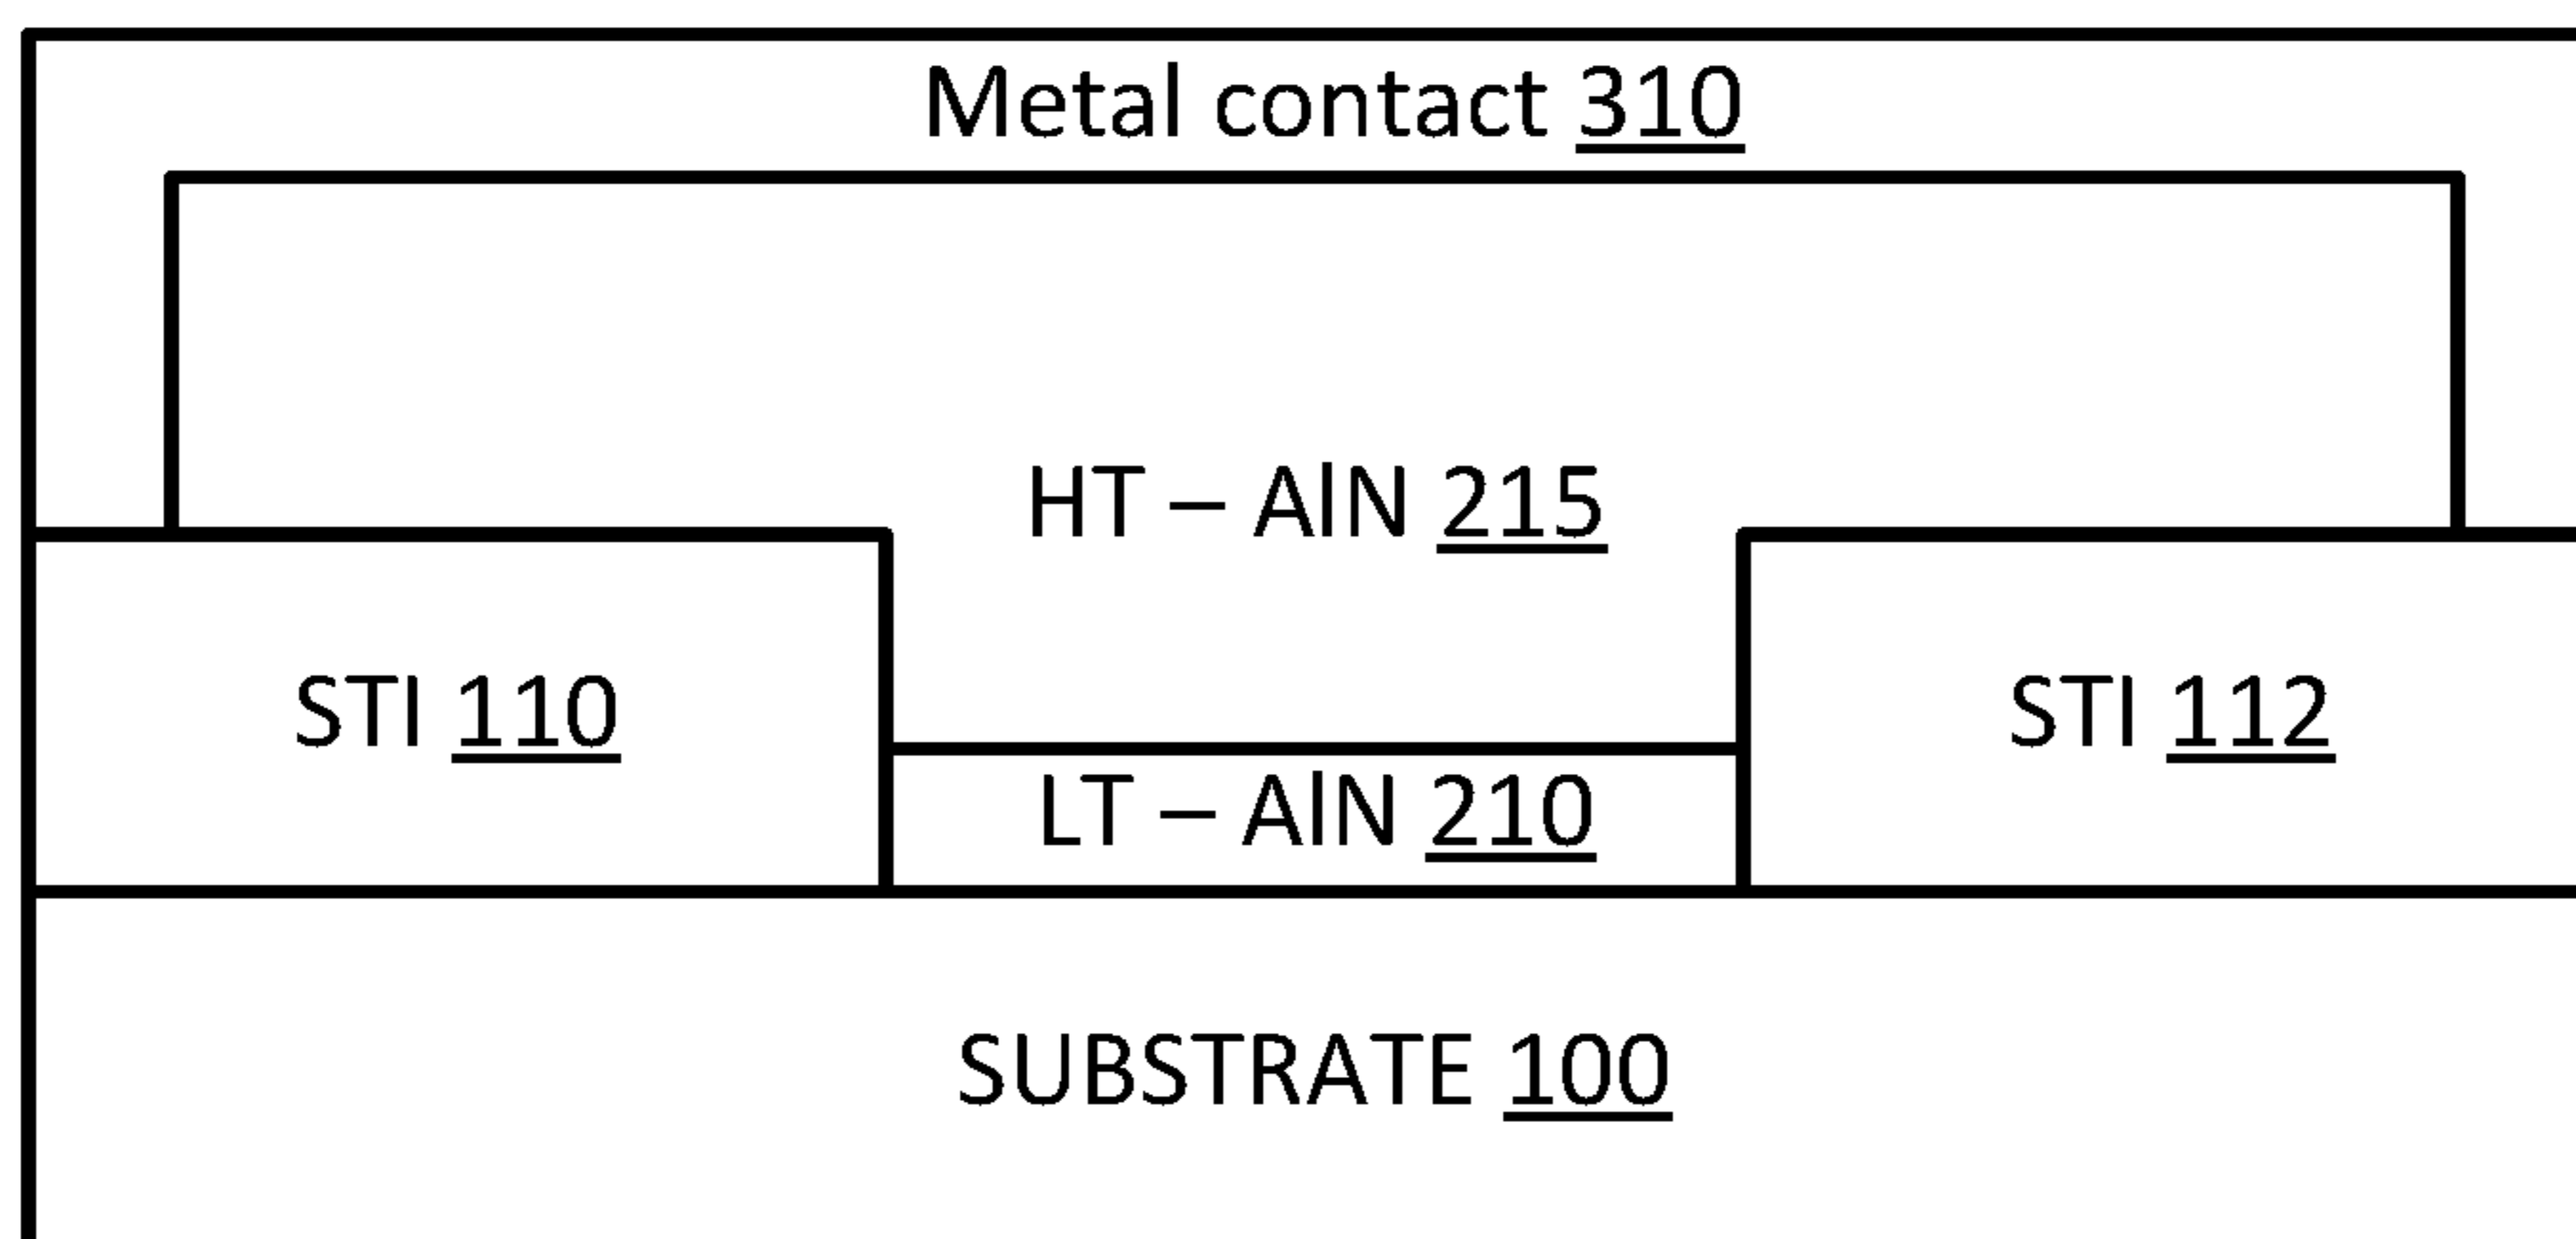 Metal contact 310
HT – AlN 215
STI 110
STI 112
LT – AlN 210
SUBSTRATE 100